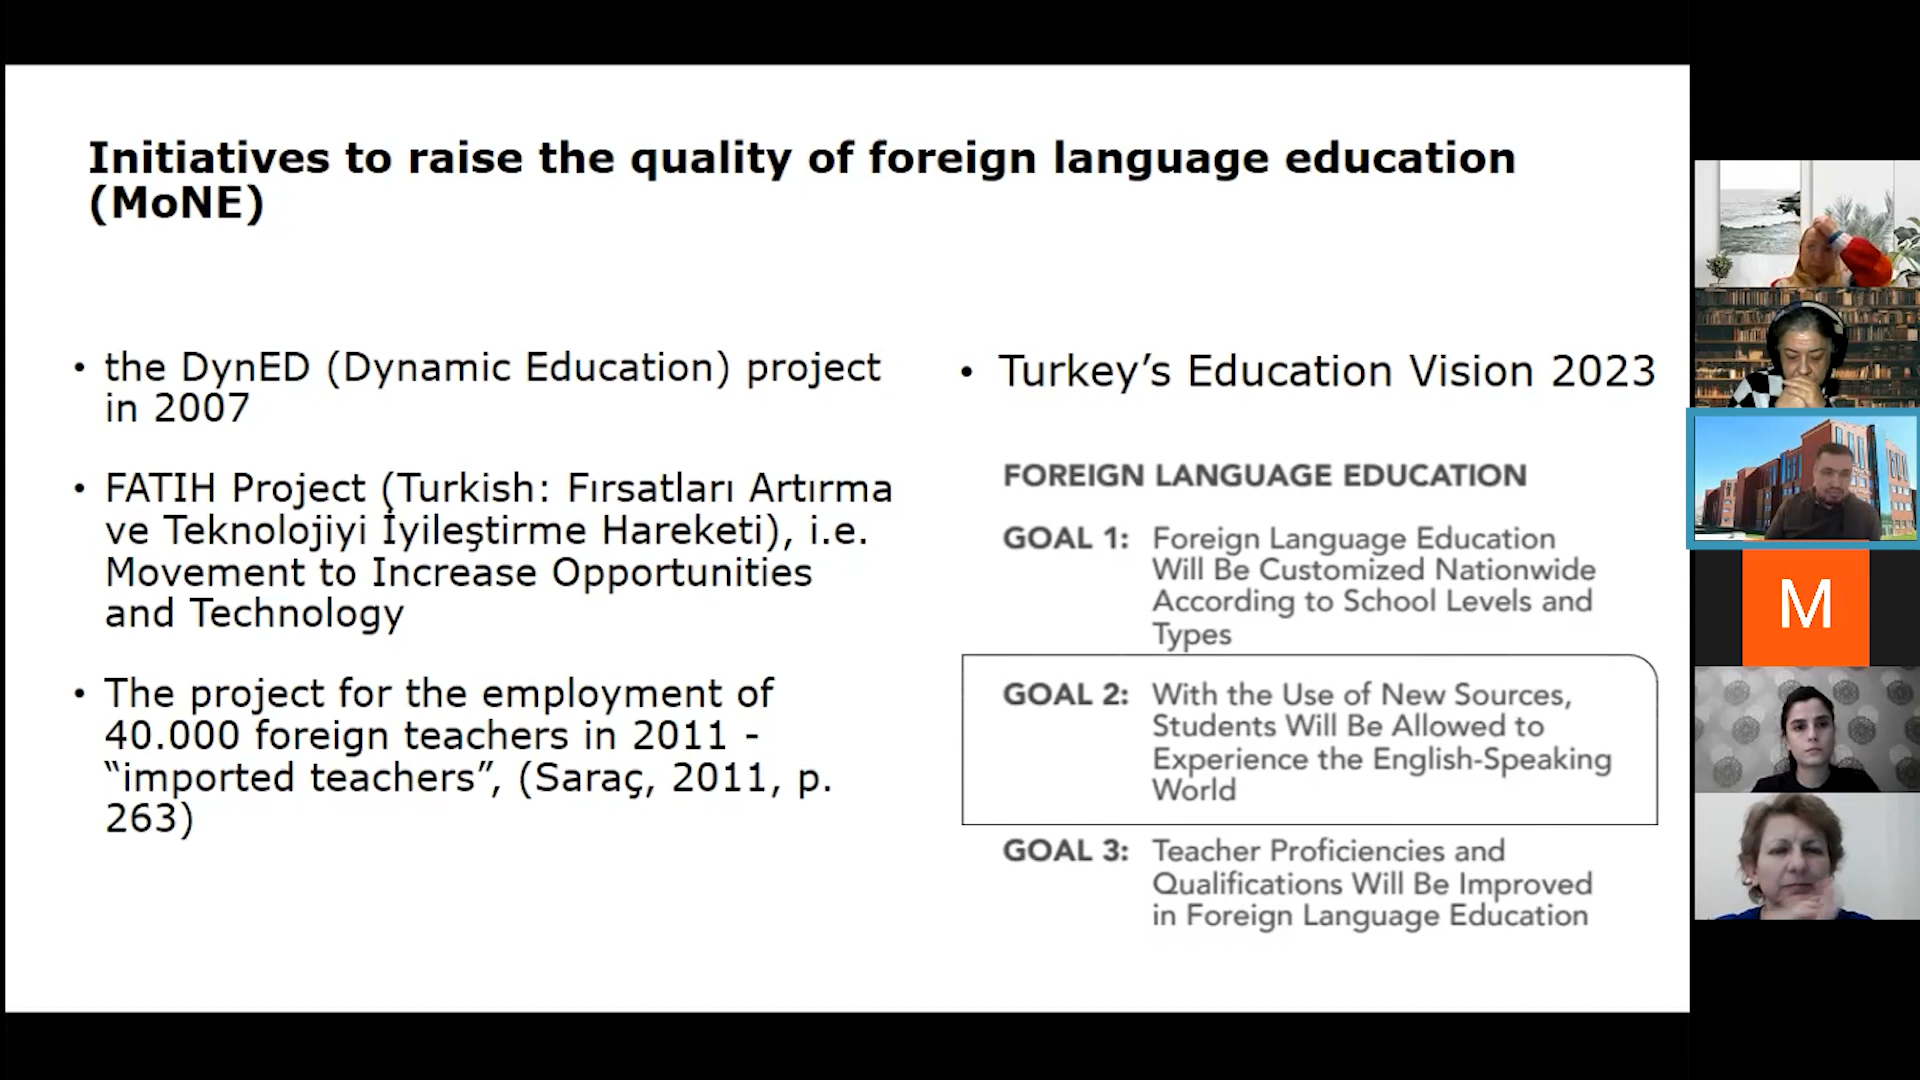 Initiatives to raise the quality of foreign language education
(MoNE)
• the DynED (Dynamic Education) project
in 2007
• FATIH Project (Turkish: Fırsatları Artırma
ve Teknolojiyi İyileştirme Hareketi), i.e.
Movement to Increase Opportunities
and Technology
• The project for the employment of
40.000 foreign teachers in 2011 -
“imported teachers”, (Saraç, 2011, p.
263)
• Turkey’s Education Vision 2023
FOREIGN LANGUAGE EDUCATION
GOAL 1: Foreign Language Education
Will Be Customized Nationwide
According to School Levels and
Types
GOAL 2: With the Use of New Sources,
Students Will Be Allowed to
Experience the English-Speaking
World
GOAL 3: Teacher Proficiencies and
Qualifications Will Be Improved
in Foreign Language Education
M